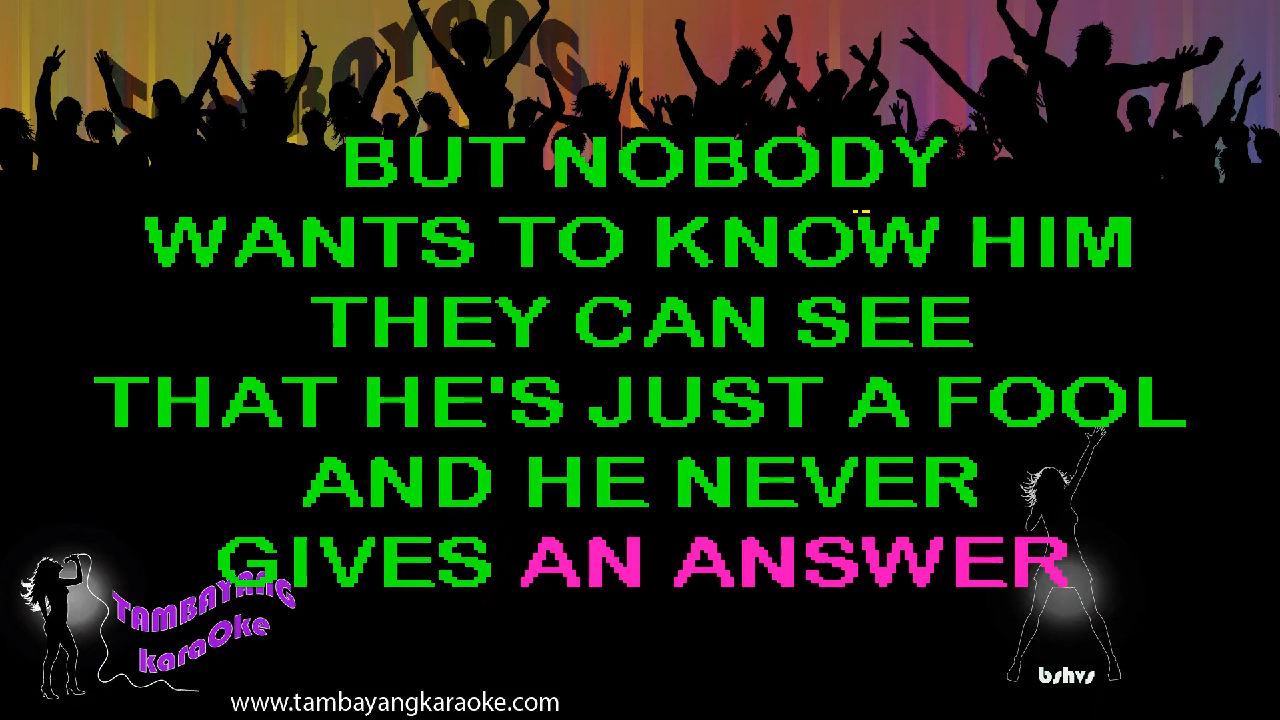 TAMBAYANG
BUT NOBODY
WANTS TO KNOW HIM
THEY CAN SEE
THAT HE'S JUST A FOOL
AND HE NEVER
GIVES AN ANSWER
TAMBAYANG
karaOke
bshvs
www.tambayangkaraoke.com